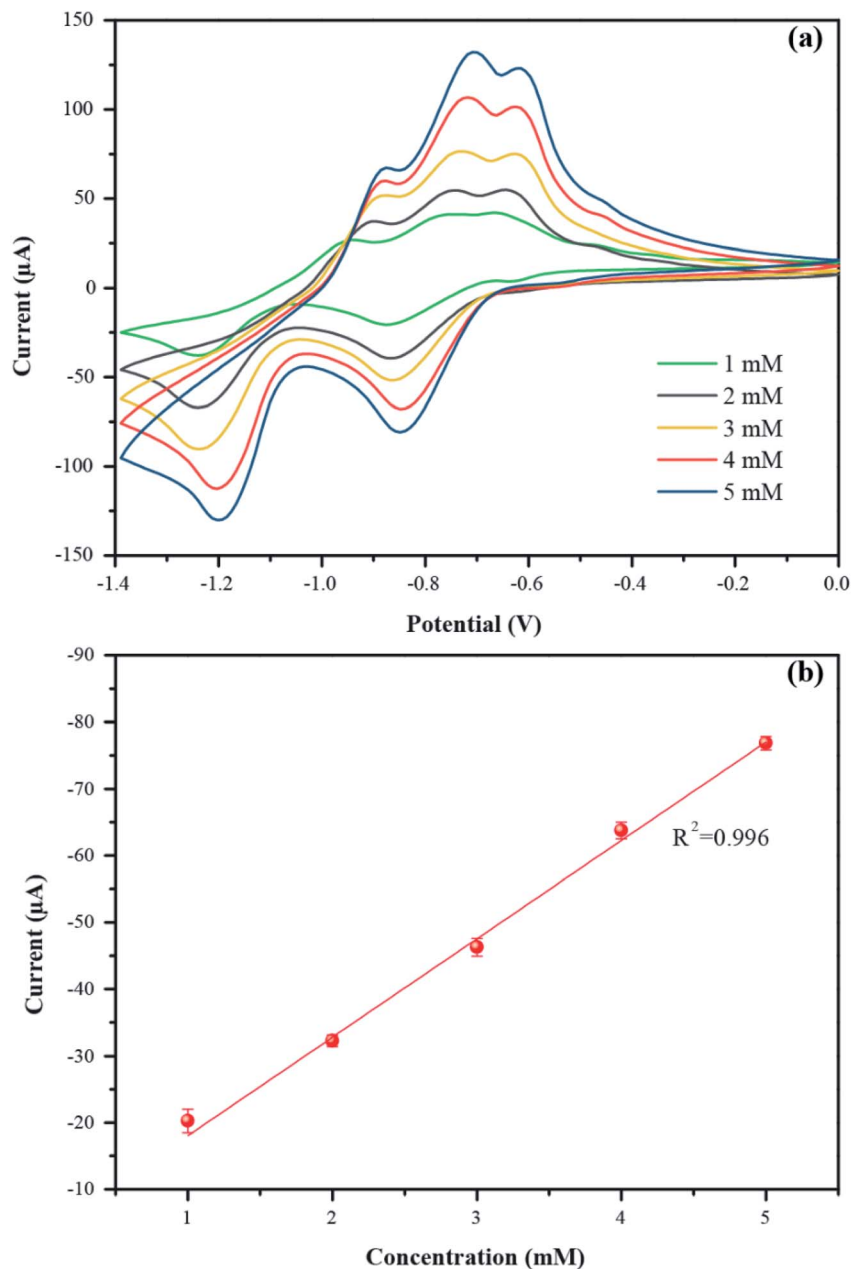 (a)
150
100
50
0
-50
-100
-150
Current (µA)
1 mM
2 mM
3 mM
4 mM
5 mM
-1.4 -1.2 -1.0 -0.8 -0.6 -0.4 -0.2 0.0
Potential (V)
(b)
-90
-80
-70
-60
-50
-40
-30
-20
-10
Current (µA)
R²=0.996
1 2 3 4 5
Concentration (mM)